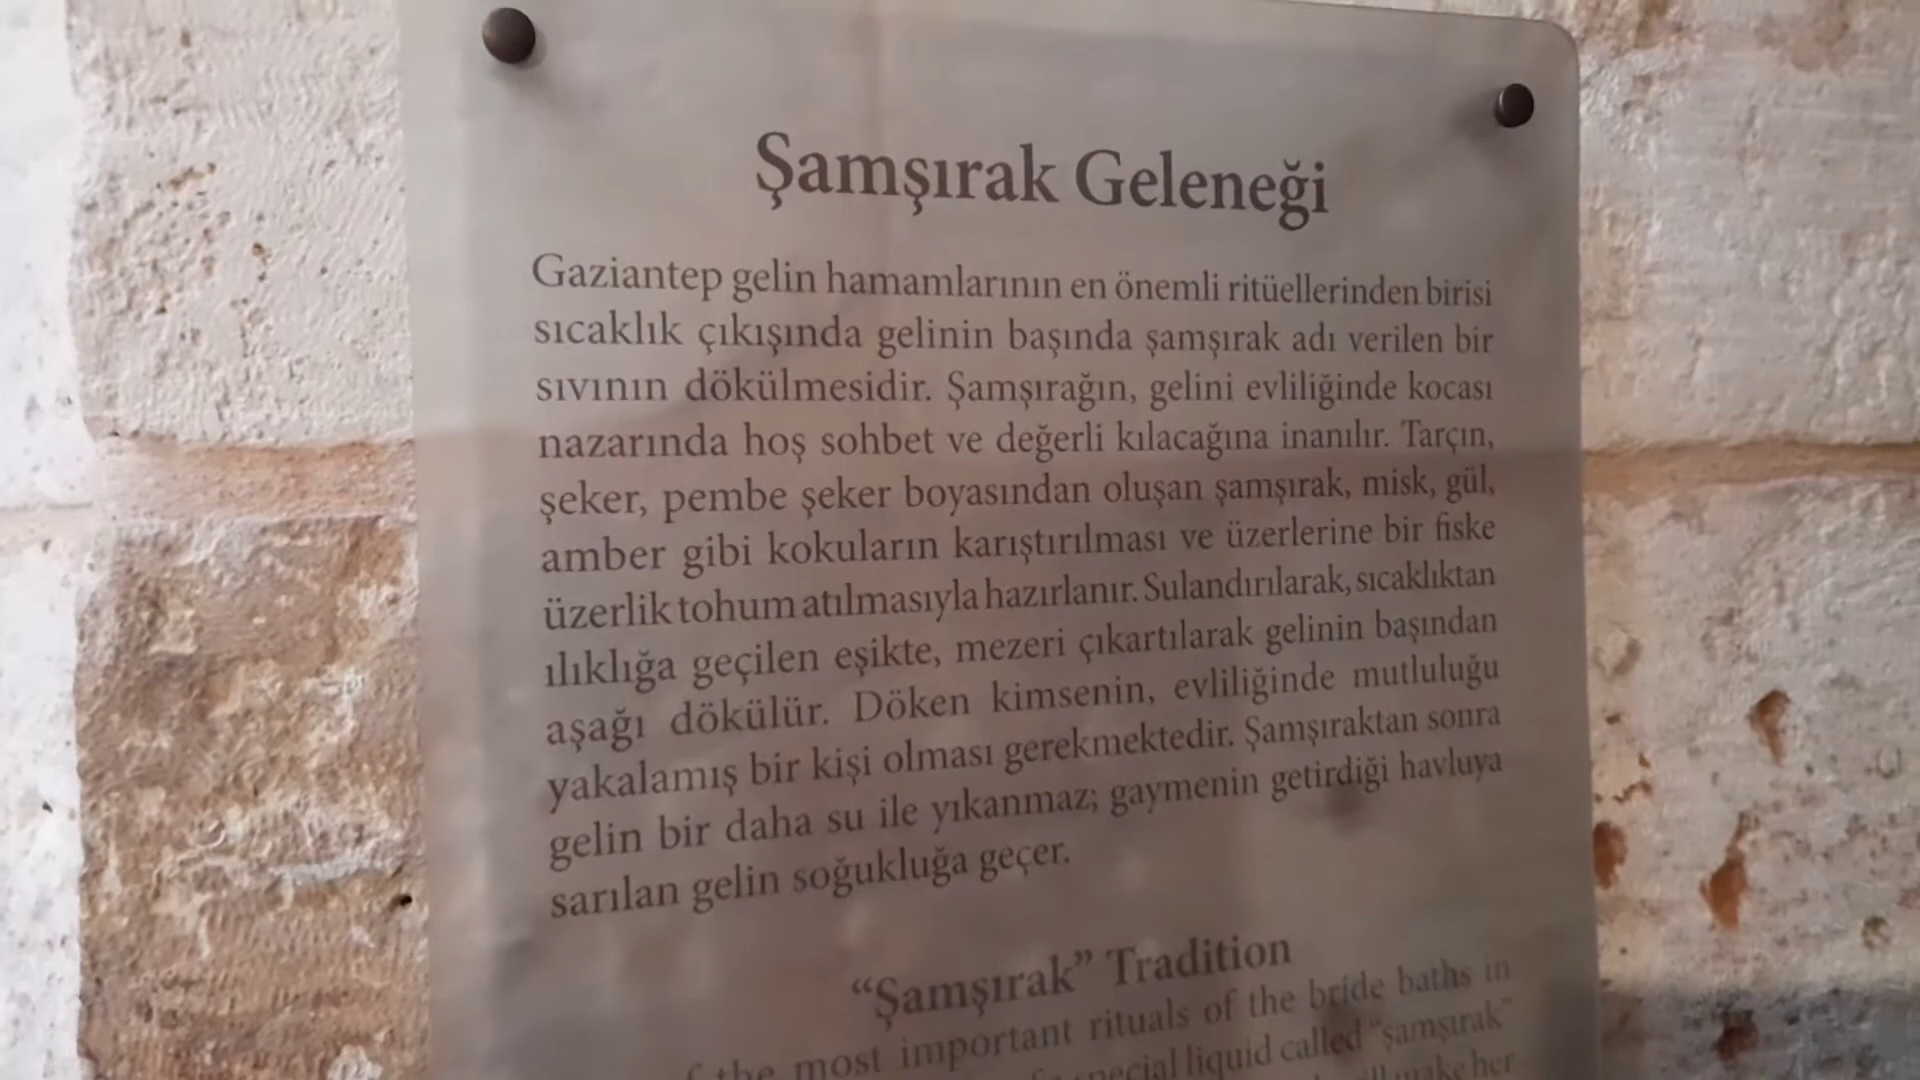 Şamşırak Geleneği
Gaziantep gelin hamamlarının en önemli ritüellerinden birisi
sıcaklık çıkışında gelinin başında şamşırak adı verilen bir
sıvının dökülmesidir. Şamşırağın, gelini evliliğinde kocası
nazarında hoş sohbet ve değerli kılacağına inanılır. Tarçın,
şeker, pembe şeker boyasından oluşan şamşırak, misk, gül,
amber gibi kokuların karıştırılması ve üzerlerine bir fiske
üzerlik tohum atılmasıyla hazırlanır. Sulandırılarak, sıcaklıktan
ılıklığa geçilen eşikte, mezeri çıkartılarak gelinin başından
aşağı dökülür. Döken kimsenin, evliliğinde mutluluğu
yakalamış bir kişi olması gerekmektedir. Şamşıraktan sonra
gelin bir daha su ile yıkanmaz; gaymenin getirdiği havluya
sarılan gelin soğukluğa geçer.
“Şamşırak” Tradition
the most important rituals of the bride baths in
special liquid called “şamşırak”
make her